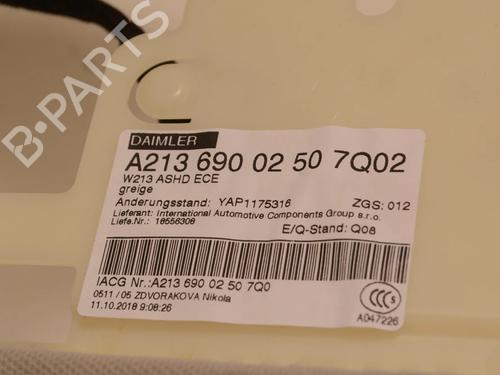 B-PARTS
DAIMLER
A213 690 02 50 7Q02
W213 ASHD ECE
greige
Änderungsstand: YAP1175316 ZGS: 012
Lieferant: International Automotive Components Group s.r.o.
Liefe.Nr.: 18556308
E/Q-Stand: Q08
IACG Nr.:A213 690 02 50 7Q0
0511 / 05 ZDVORAKOVA Nikola
11.10.2018 9:08:26
CCC
A047226